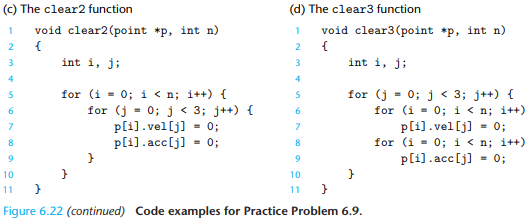 (c) The clear2 function
1 void clear2(point *p, int n)
2 {
3     int i, j;
4
5     for (i = 0; i < n; i++) {
6         for (j = 0; j < 3; j++) {
7             p[i].vel[j] = 0;
8             p[i].acc[j] = 0;
9         }
10     }
11 }
(d) The clear3 function
1 void clear3(point *p, int n)
2 {
3     int i, j;
4
5     for (j = 0; j < 3; j++) {
6         for (i = 0; i < n; i++)
7             p[i].vel[j] = 0;
8         for (i = 0; i < n; i++)
9             p[i].acc[j] = 0;
10     }
11 }
Figure 6.22 (continued) Code examples for Practice Problem 6.9.